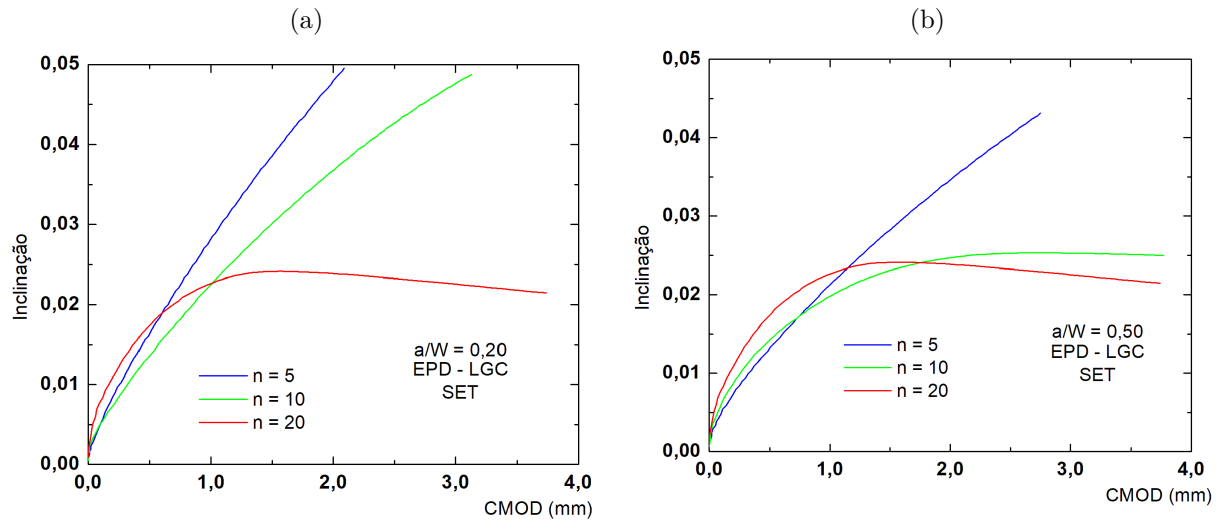 (a)
0,05
0,04
0,03
0,02
0,01
0,00
Inclinação
n = 5
n = 10
n = 20
a/W = 0,20
EPD - LGC
SET
0,0
1,0
2,0
3,0
4,0
CMOD (mm)
(b)
0,05
0,04
0,03
0,02
0,01
0,00
Inclinação
n = 5
n = 10
n = 20
a/W = 0,50
EPD - LGC
SET
0,0
1,0
2,0
3,0
4,0
CMOD (mm)